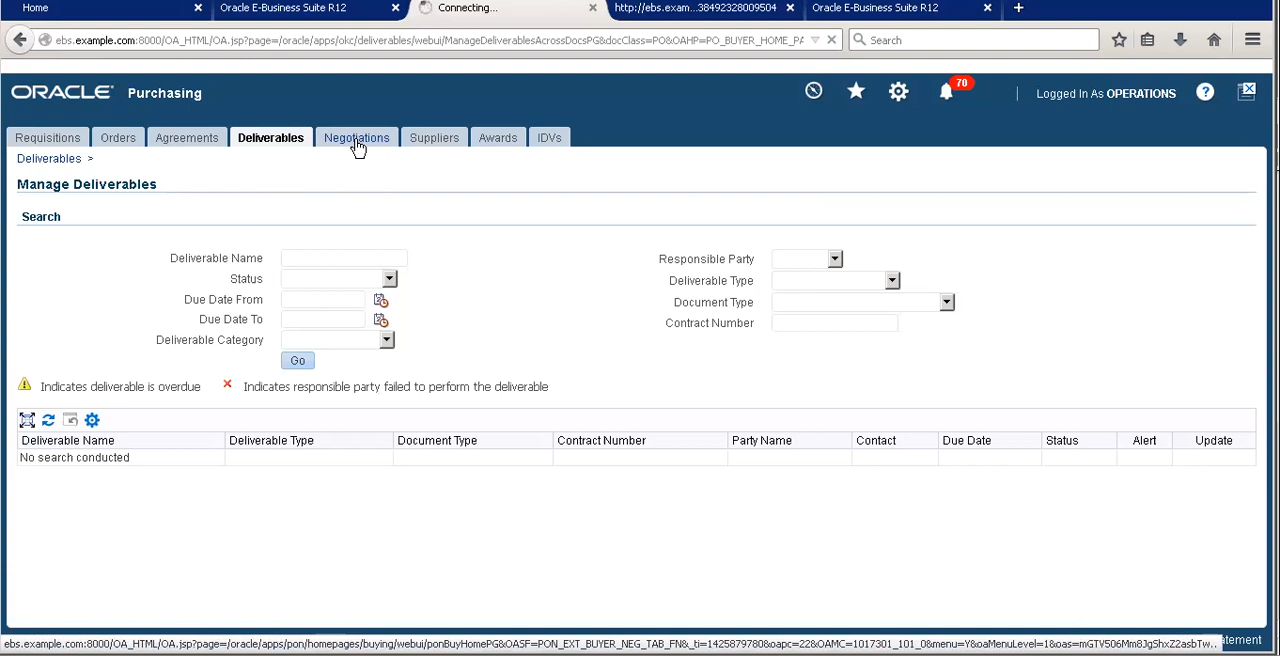 Home × Oracle E-Business Suite R12 × Connecting... × http://ebs.exam...38492328009504 × Oracle E-Business Suite R12 × +
ebs.example.com:8000/OA_HTML/OA.jsp?page=/oracle/apps/okc/deliverables/webui/ManageDeliverablesAcrossDocsPG&docClass=PO&OAHP=PO_BUYER_HOME_PA Search
ORACLE Purchasing 70 Logged In As OPERATIONS ?
Requisitions Orders Agreements Deliverables Negotiations Suppliers Awards IDVs
Deliverables >
Manage Deliverables
Search
Deliverable Name Responsible Party
Status Deliverable Type
Due Date From Document Type
Due Date To Contract Number
Deliverable Category
Go
Indicates deliverable is overdue × Indicates responsible party failed to perform the deliverable
Deliverable Name Deliverable Type Document Type Contract Number Party Name Contact Due Date Status Alert Update
No search conducted
ebs.example.com:8000/OA_HTML/OA.jsp?page=/oracle/apps/pon/homepages/buying/webui/ponBuyHomePG&OASF=PON_EXT_BUYER_NEG_TAB_FN&_ti=1425879780&oapc=22&OAMC=1017301_101_0&menu=Y&oaMenuLevel=1&oas=mGTV506Mm8JgShxZ2asbTw.. tement